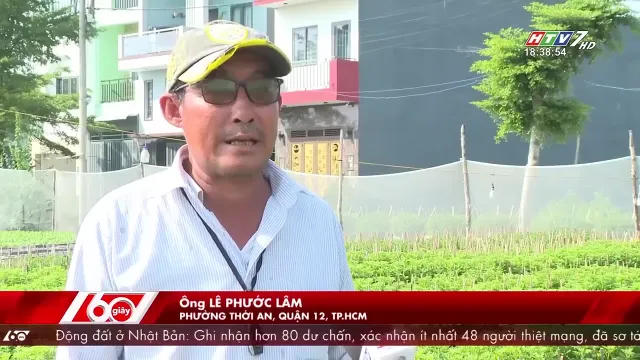 HTV7 HD
18:38:54
Ông LÊ PHƯỚC LÂM
60 giây
PHƯỜNG THỚI AN, QUẬN 12, TP.HCM
60 giây Động đất ở Nhật Bản: Ghi nhận hơn 80 dư chấn, xác nhận ít nhất 48 người thiệt mạng, đã sơ tá